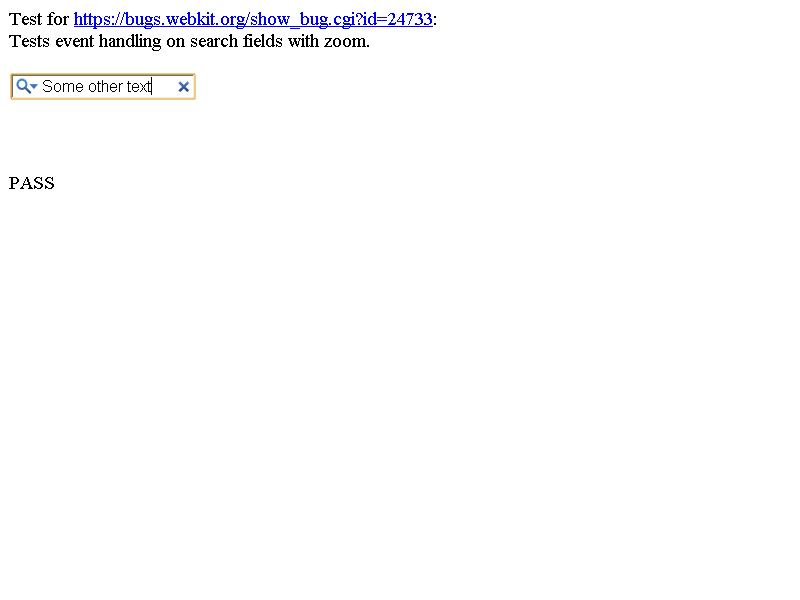 Test for https://bugs.webkit.org/show_bug.cgi?id=24733:
Tests event handling on search fields with zoom.
Some other text
PASS